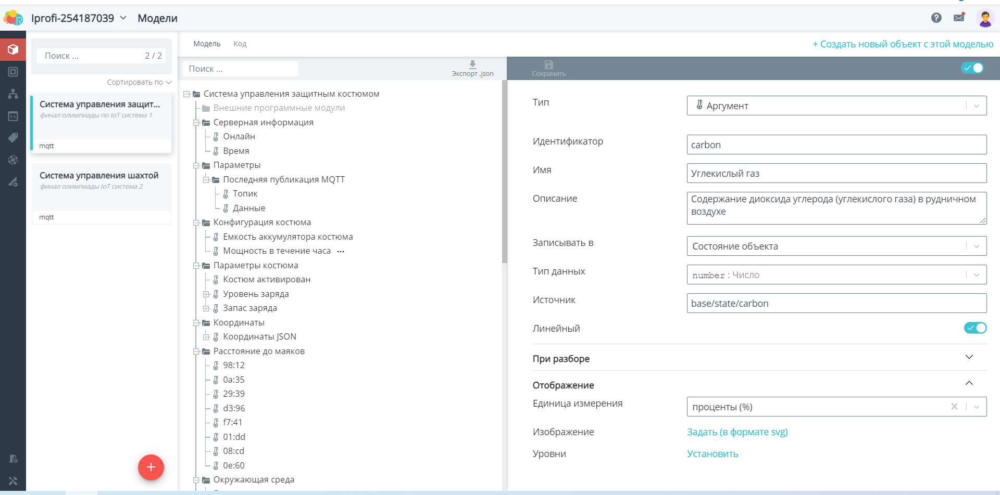 Iprofi-254187039
Модели
Поиск ...
2 / 2
Сортировать по
Система управления защит...
финал олимпиады по IoT система 1
mqtt
Система управления шахтой
финал олимпиады IoT система 2
mqtt
Модель
Код
+ Создать новый объект с этой моделью
Поиск ...
Экспорт .json
Сохранить
Система управления защитным костюмом
Внешние программные модули
Серверная информация
Онлайн
Время
Параметры
Последняя публикация MQTT
Топик
Данные
Конфигурация костюма
Емкость аккумулятора костюма
Мощность в течение часа ...
Параметры костюма
Костюм активирован
Уровень заряда
Запас заряда
Координаты
Координаты JSON
Расстояние до маяков
98:12
0a:35
29:39
d3:96
f7:41
01:dd
08:cd
0e:60
Окружающая среда
Тип
Аргумент
Идентификатор
carbon
Имя
Углекислый газ
Описание
Содержание диоксида углерода (углекислого газа) в рудничном
воздухе
Записывать в
Состояние объекта
Тип данных
number : Число
Источник
base/state/carbon
Линейный
При разборе
Отображение
Единица измерения
проценты (%)
Изображение
Задать (в формате svg)
Уровни
Установить